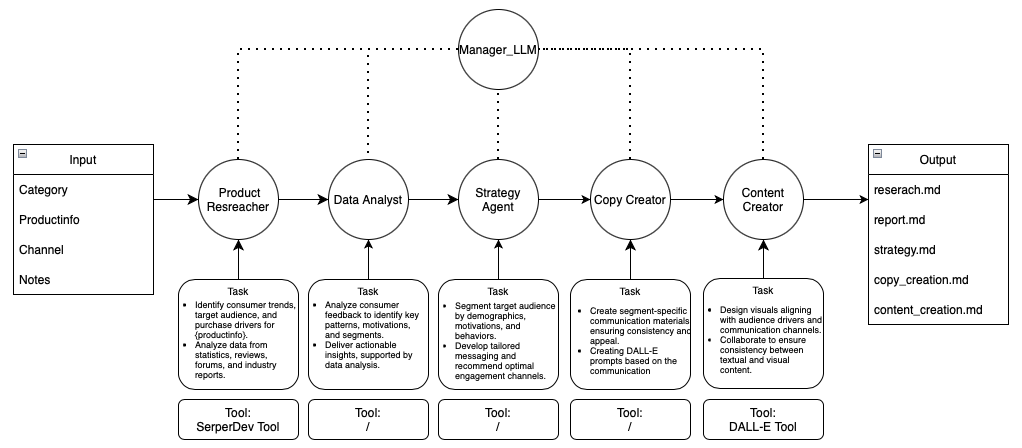 Manager_LLM
Input
Category
Productinfo
Channel
Notes
Product
Resreacher
Data Analyst
Strategy
Agent
Copy Creator
Content
Creator
Output
reserach.md
report.md
strategy.md
copy_creation.md
content_creation.md
Task
• Identify consumer trends,
target audience, and
purchase drivers for
{productinfo}.
• Analyze data from
statistics, reviews,
forums, and industry
reports.
Task
• Analyze consumer
feedback to identify key
patterns, motivations,
and segments.
• Deliver actionable
insights, supported by
data analysis.
Task
• Segment target audience
by demographics,
motivations, and
behaviors.
• Develop tailored
messaging and
recommend optimal
engagement channels.
Task
• Create segment-specific
communication materials,
ensuring consistency and
appeal.
• Creating DALL-E
prompts based on the
communication
Task
• Design visuals aligning
with audience drivers and
communication channels.
• Collaborate to ensure
consistency between
textual and visual
content.
Tool:
SerperDev Tool
Tool:
/
Tool:
/
Tool:
/
Tool:
DALL-E Tool